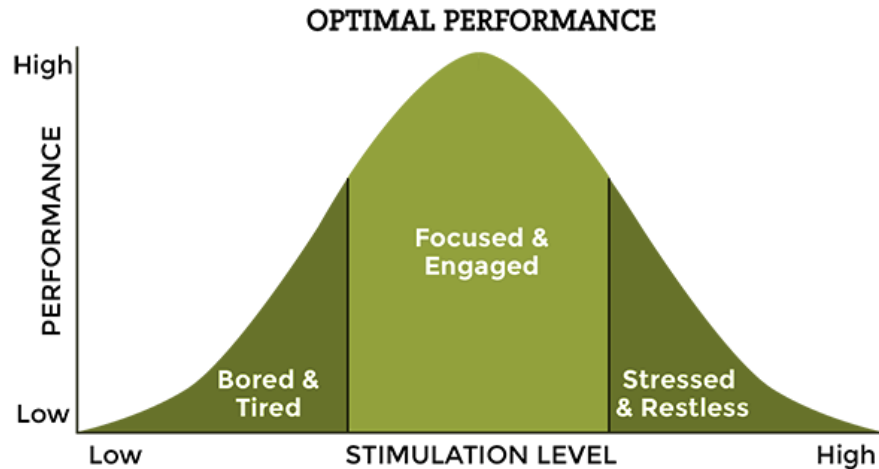 OPTIMAL PERFORMANCE
High
PERFORMANCE
Focused &
Engaged
Bored &
Tired
Stressed
& Restless
Low
Low
STIMULATION LEVEL
High